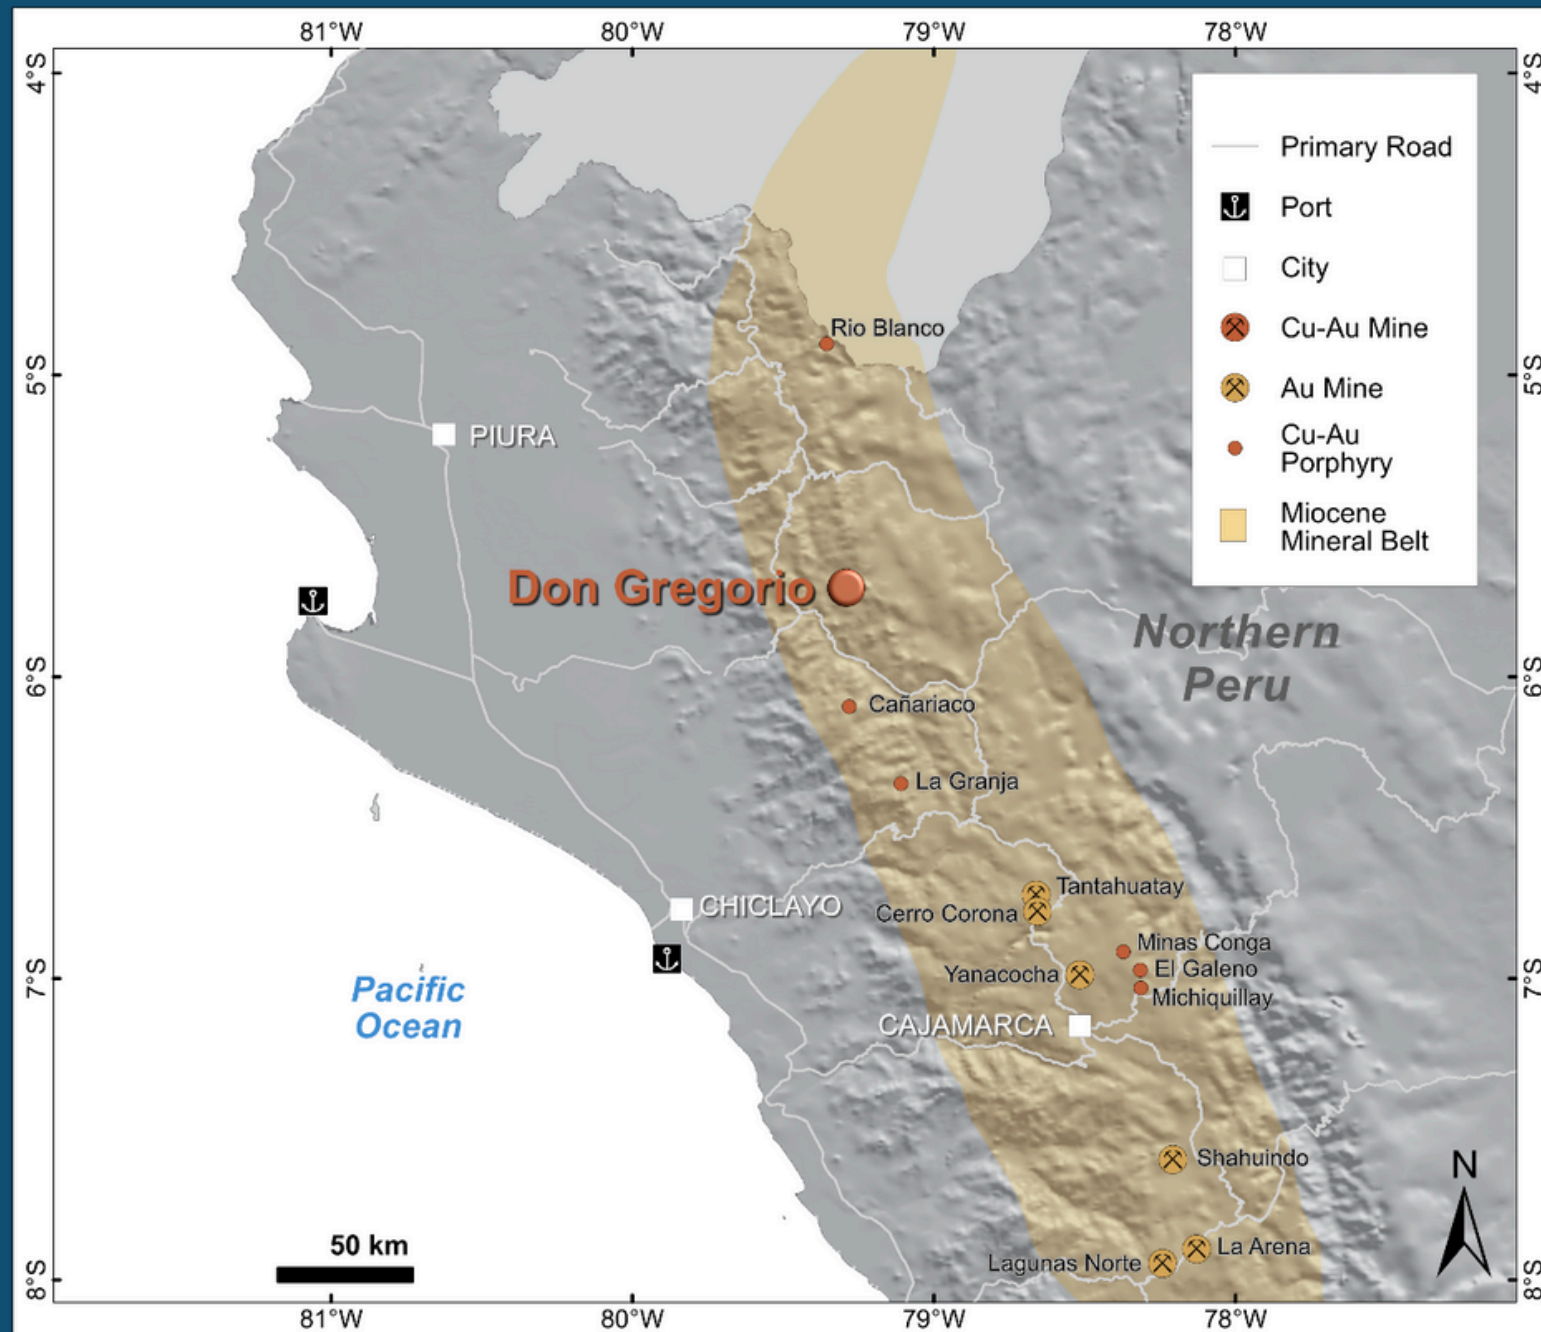 81°W 80°W 79°W 78°W
4°S 4°S
Primary Road
Port
City
Cu-Au Mine
Au Mine
Cu-Au
Porphyry
Miocene
Mineral Belt
Rio Blanco
5°S 5°S
PIURA
Don Gregorio
Northern
Peru
6°S 6°S
Cañariaco
La Granja
Tantahuatay
CHICLAYO
Cerro Corona
Minas Conga
El Galeno
Yanacocha
Michiquillay
7°S 7°S
Pacific
Ocean
CAJAMARCA
Shahuindo
N
50 km
La Arena
Lagunas Norte
8°S 8°S
81°W 80°W 79°W 78°W